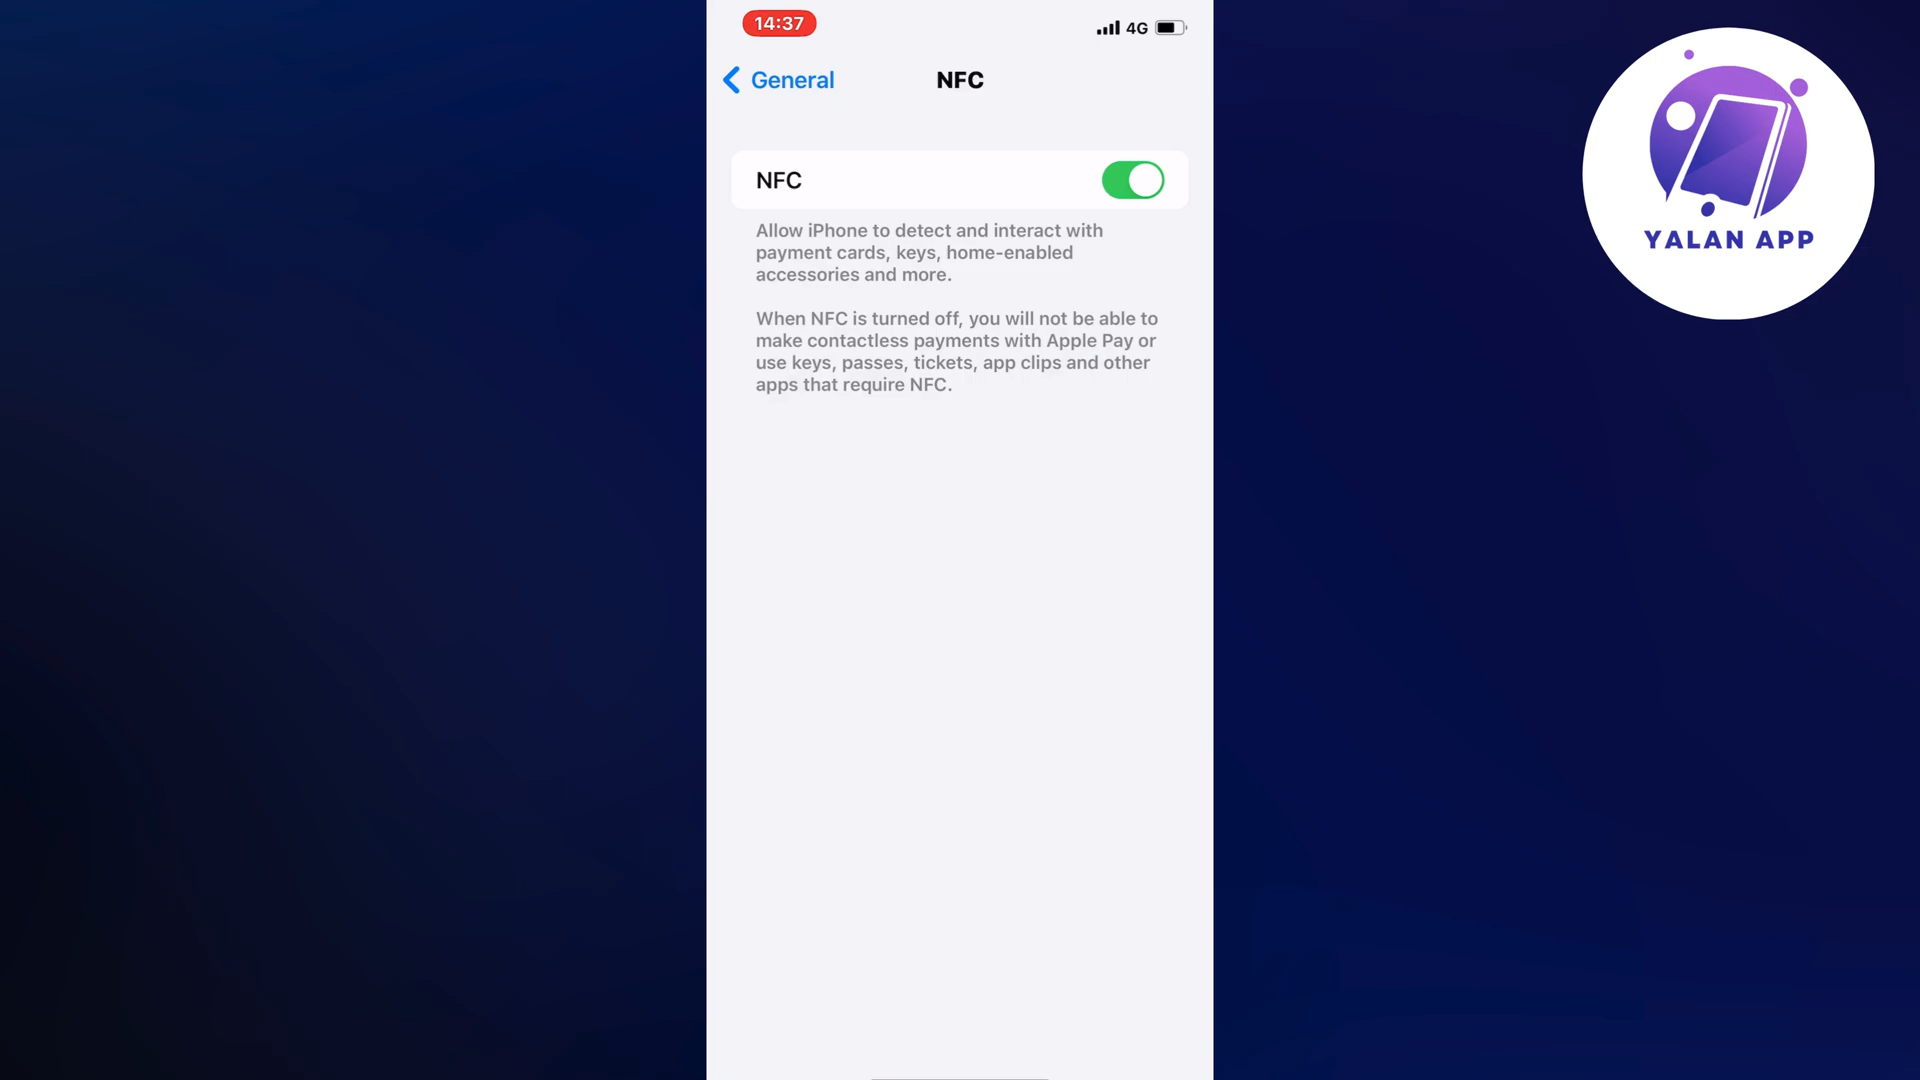 14:37
4G
General
NFC
NFC
Allow iPhone to detect and interact with
payment cards, keys, home-enabled
accessories and more.
When NFC is turned off, you will not be able to
make contactless payments with Apple Pay or
use keys, passes, tickets, app clips and other
apps that require NFC.
YALAN APP